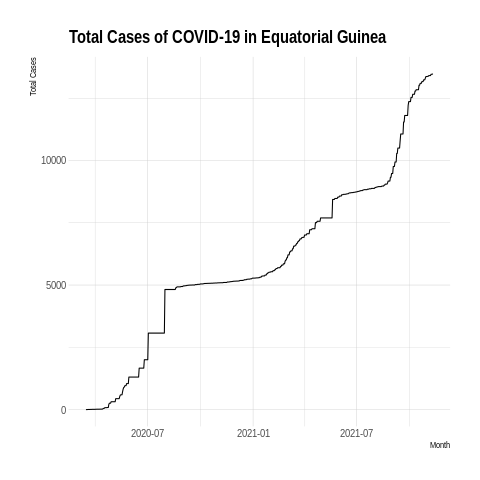 Total Cases of COVID-19 in Equatorial Guinea
Total Cases
10000
5000
0
2020-07
2021-01
2021-07
Month